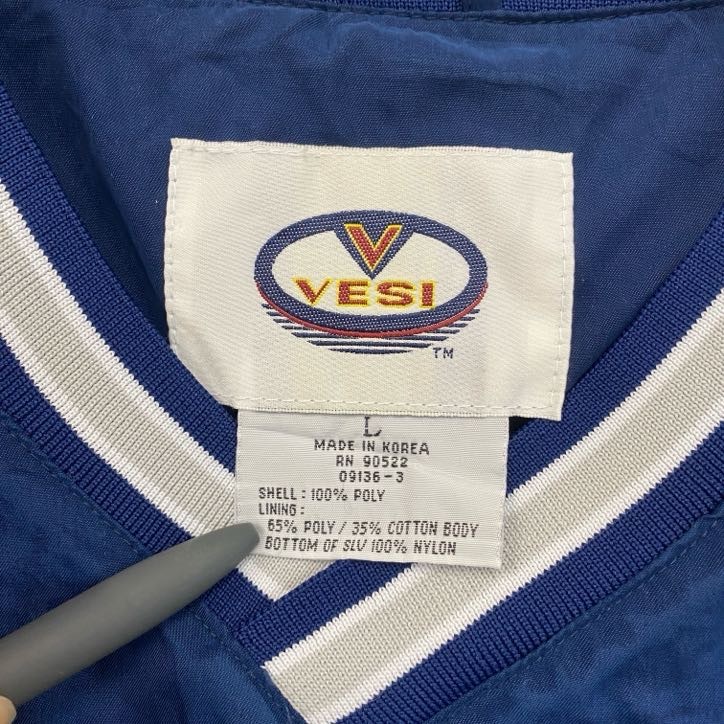 V
VESI
TM
L
MADE IN KOREA
RN 90522
09136-3
SHELL: 100% POLY
LINING:
65% POLY / 35% COTTON BODY
BOTTOM OF SLV 100% NYLON